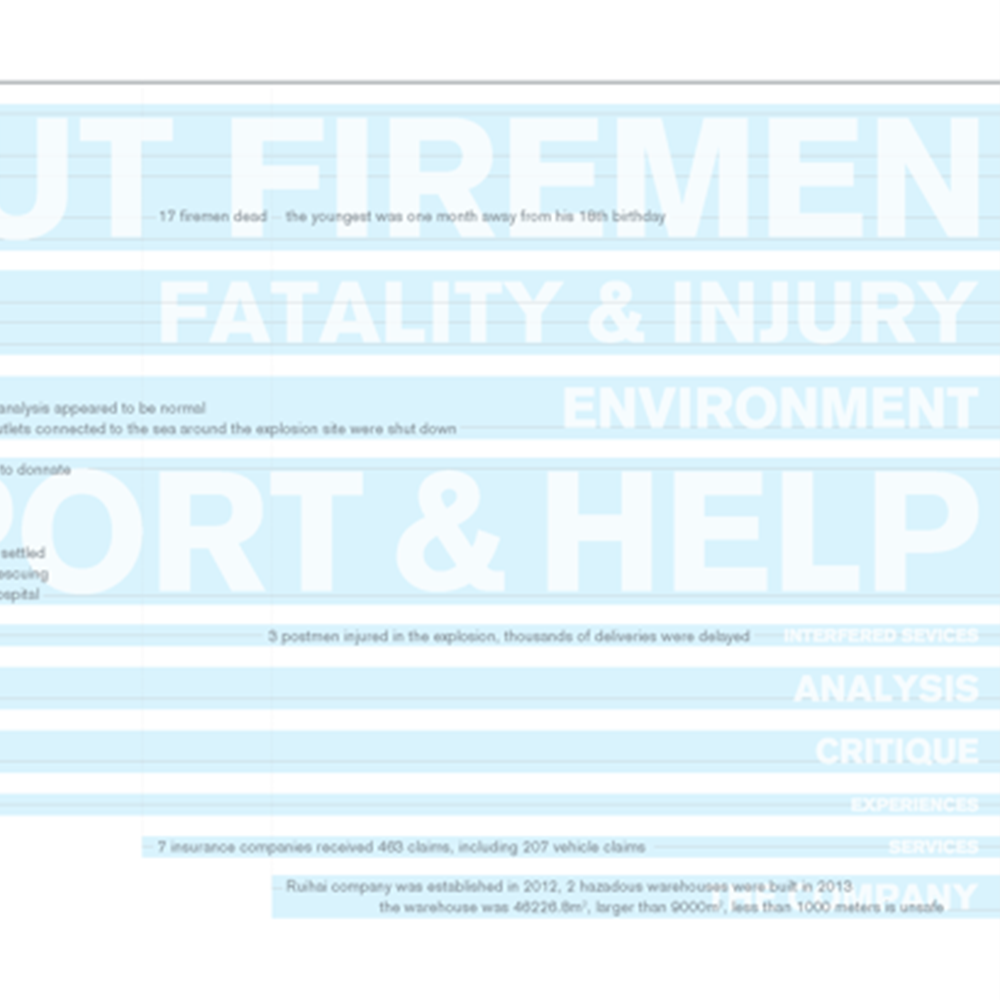 UT FIREMEN
17 firemen dead the youngest was one month away from his 18th birthday
FATALITY & INJURY
ENVIRONMENT
analysis appeared to be normal
utlets connected to the sea around the explosion site were shut down
to donnate
PORT & HELP
settled
escuing
ospital
3 postmen injured in the explosion, thousands of deliveries were delayed
INTERFERED SEVICES
ANALYSIS
CRITIQUE
EXPERIENCES
7 insurance companies received 463 claims, including 207 vehicle claims
SERVICES
Ruihai company was established in 2012, 2 hazadous warehouses were built in 2013
THE COMPANY
the warehouse was 46226.8m², larger than 9000m², less than 1000 meters is unsafe